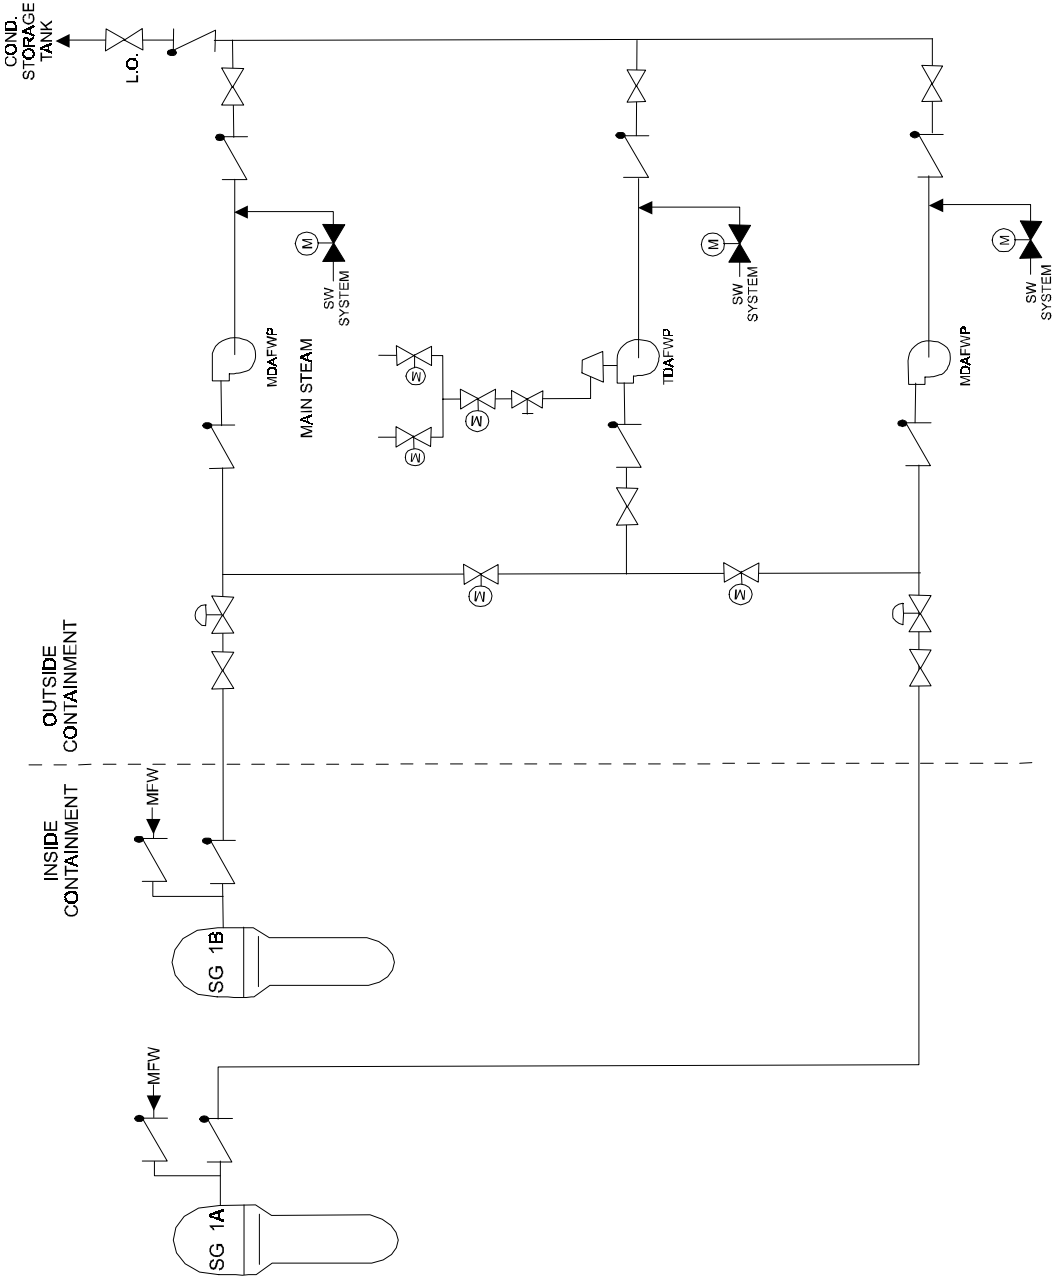 COND.
STORAGE
TANK
L.O.
M
SW
SYSTEM
M
SW
SYSTEM
M
SW
SYSTEM
MDAFWP
MAIN STEAM
M
M
M
TDAFWP
MDAFWP
M
M
OUTSIDE
CONTAINMENT
INSIDE
CONTAINMENT
MFW
SG 1B
MFW
SG 1A